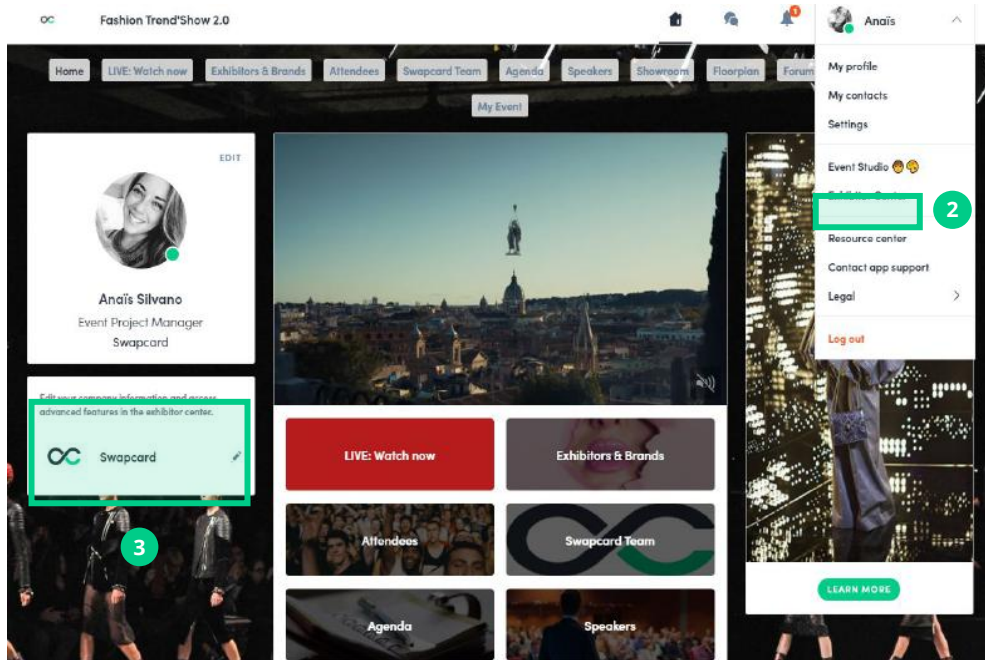 Fashion Trend'Show 2.0
1
Anaïs
Home
LIVE: Watch now
Exhibitors & Brands
Attendees
Swapcard Team
Agenda
Speakers
Showroom
Floorplan
Forum
My Event
My profile
My contacts
Settings
Event Studio
Exhibitor Center
2
Resource center
Contact app support
Legal
Log out
EDIT
Anaïs Silvano
Event Project Manager
Swapcard
Edit your company information and access
advanced features in the exhibitor center.
Swapcard
3
LIVE: Watch now
Exhibitors & Brands
Attendees
Swapcard Team
Agenda
Speakers
LEARN MORE